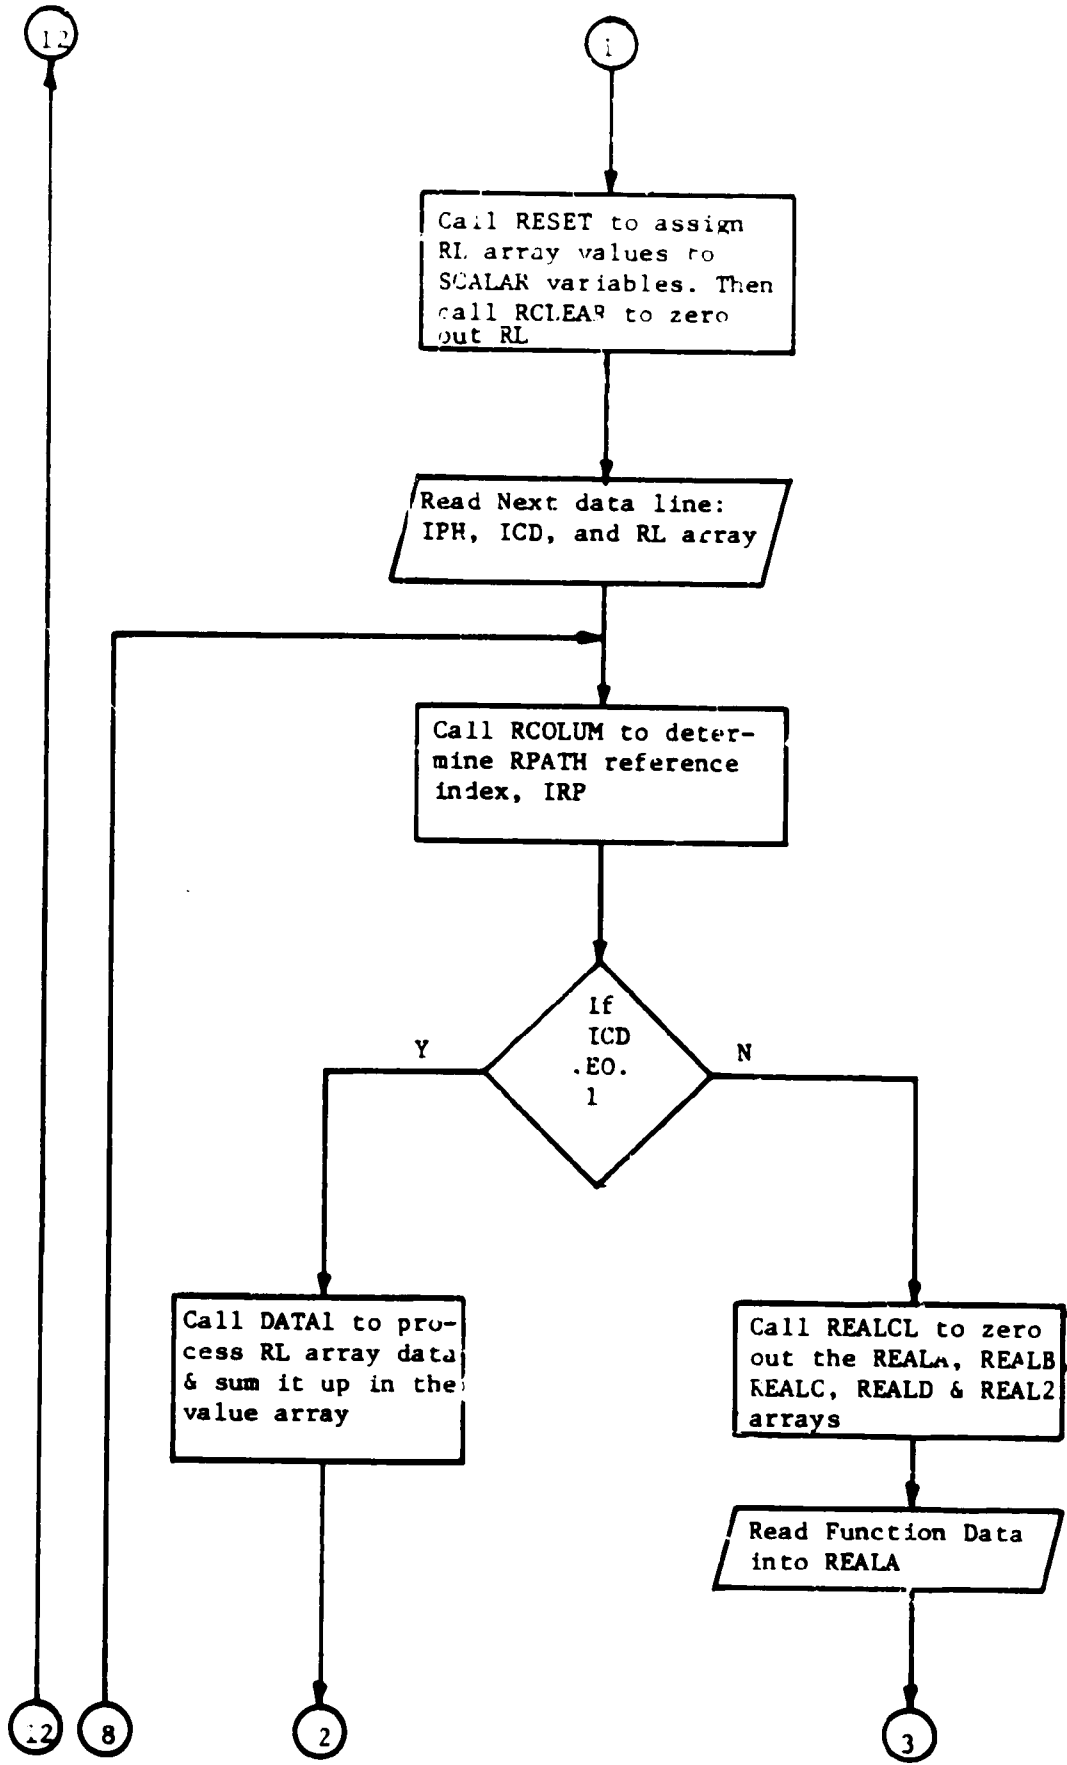 12
1
Call RESET to assign
RL array values to
SCALAR variables. Then
call RCLEAR to zero
out RL
Read Next data line:
IPH, ICD, and RL array
Call RCOLUM to deter-
mine RPATH reference
index, IRP
If
ICD
.EQ.
1
Y
N
Call DATA1 to pro-
cess RL array data
& sum it up in the
value array
Call REALCL to zero
out the REALA, REALB
REALC, REALD & REAL2
arrays
Read Function Data
into REALA
12
8
2
3